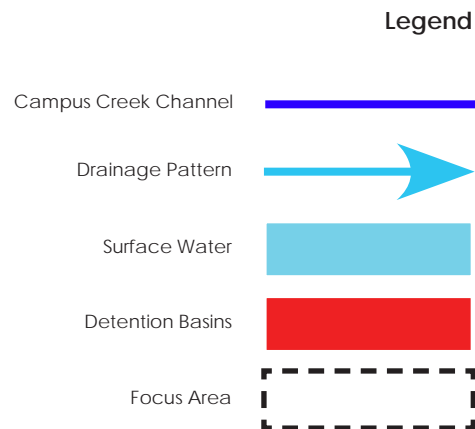 Legend
Campus Creek Channel
Drainage Pattern
Surface Water
Detention Basins
Focus Area